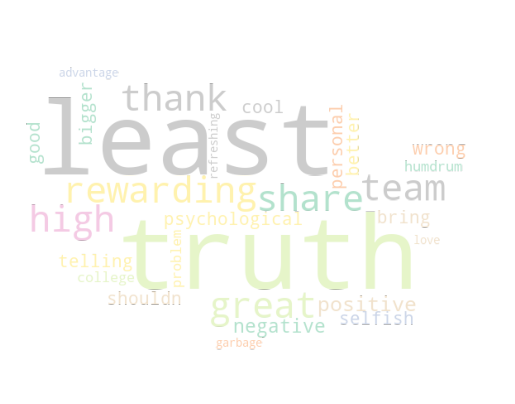 advantage
least
thank
cool
bigger
good
refreshing
personal
better
wrong
humdrum
rewarding
share
team
high
psychological
bring
truth
love
telling
problem
college
shouldn
great
positive
negative
selfish
garbage